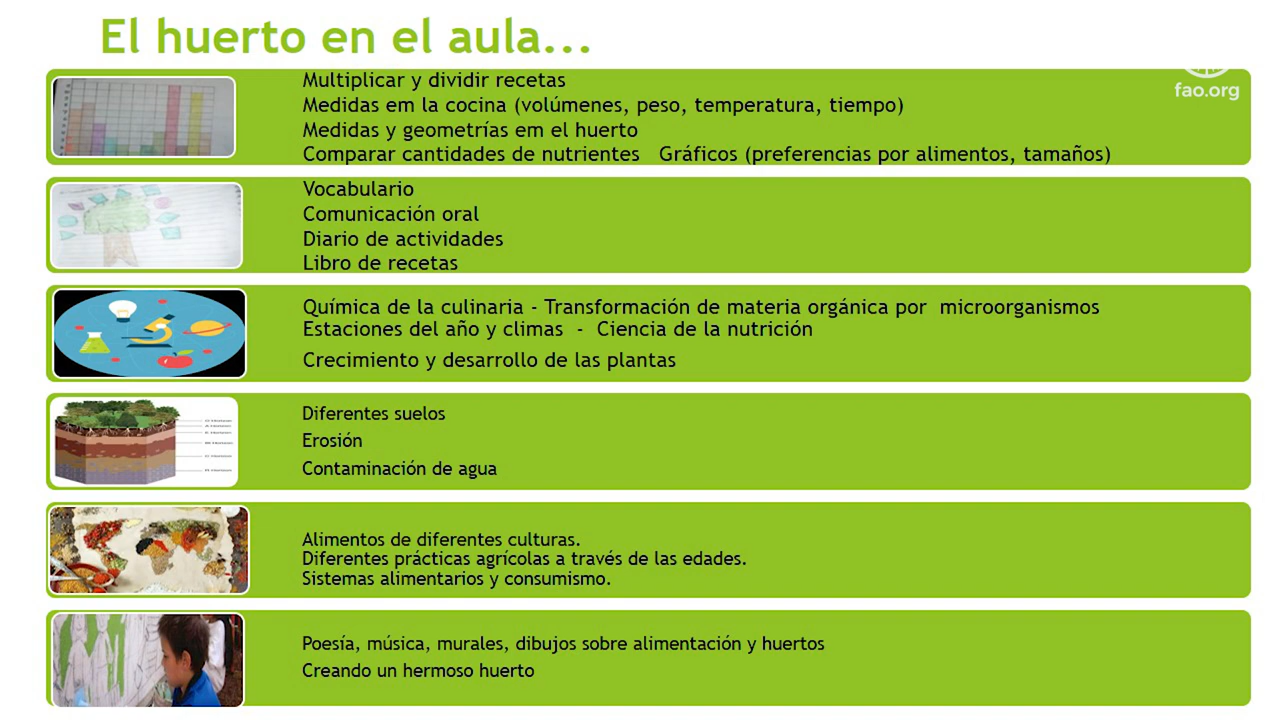 El huerto en el aula...
fao.org
Multiplicar y dividir recetas
Medidas em la cocina (volúmenes, peso, temperatura, tiempo)
Medidas y geometrías em el huerto
Comparar cantidades de nutrientes   Gráficos (preferencias por alimentos, tamaños)
Vocabulario
Comunicación oral
Diario de actividades
Libro de recetas
Química de la culinaria - Transformación de materia orgánica por  microorganismos
Estaciones del año y climas  -  Ciencia de la nutrición
Crecimiento y desarrollo de las plantas
Diferentes suelos
Erosión
Contaminación de agua
Alimentos de diferentes culturas.
Diferentes prácticas agrícolas a través de las edades.
Sistemas alimentarios y consumismo.
Poesía, música, murales, dibujos sobre alimentación y huertos
Creando un hermoso huerto